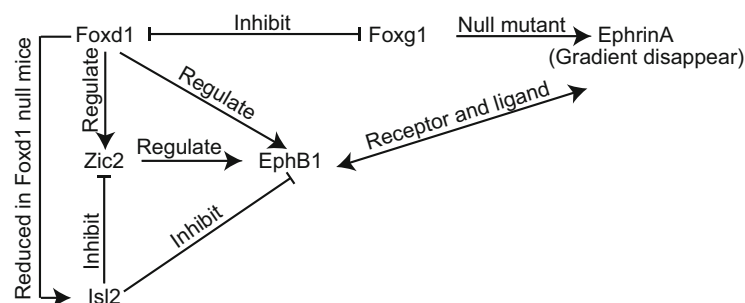 Foxd1
Inhibit
Foxg1
Null mutant
EphrinA
(Gradient disappear)
Reduced in Foxd1 null mice
Regulate
Regulate
Receptor and ligand
Zic2
Regulate
EphB1
Inhibit
Inhibit
Isl2